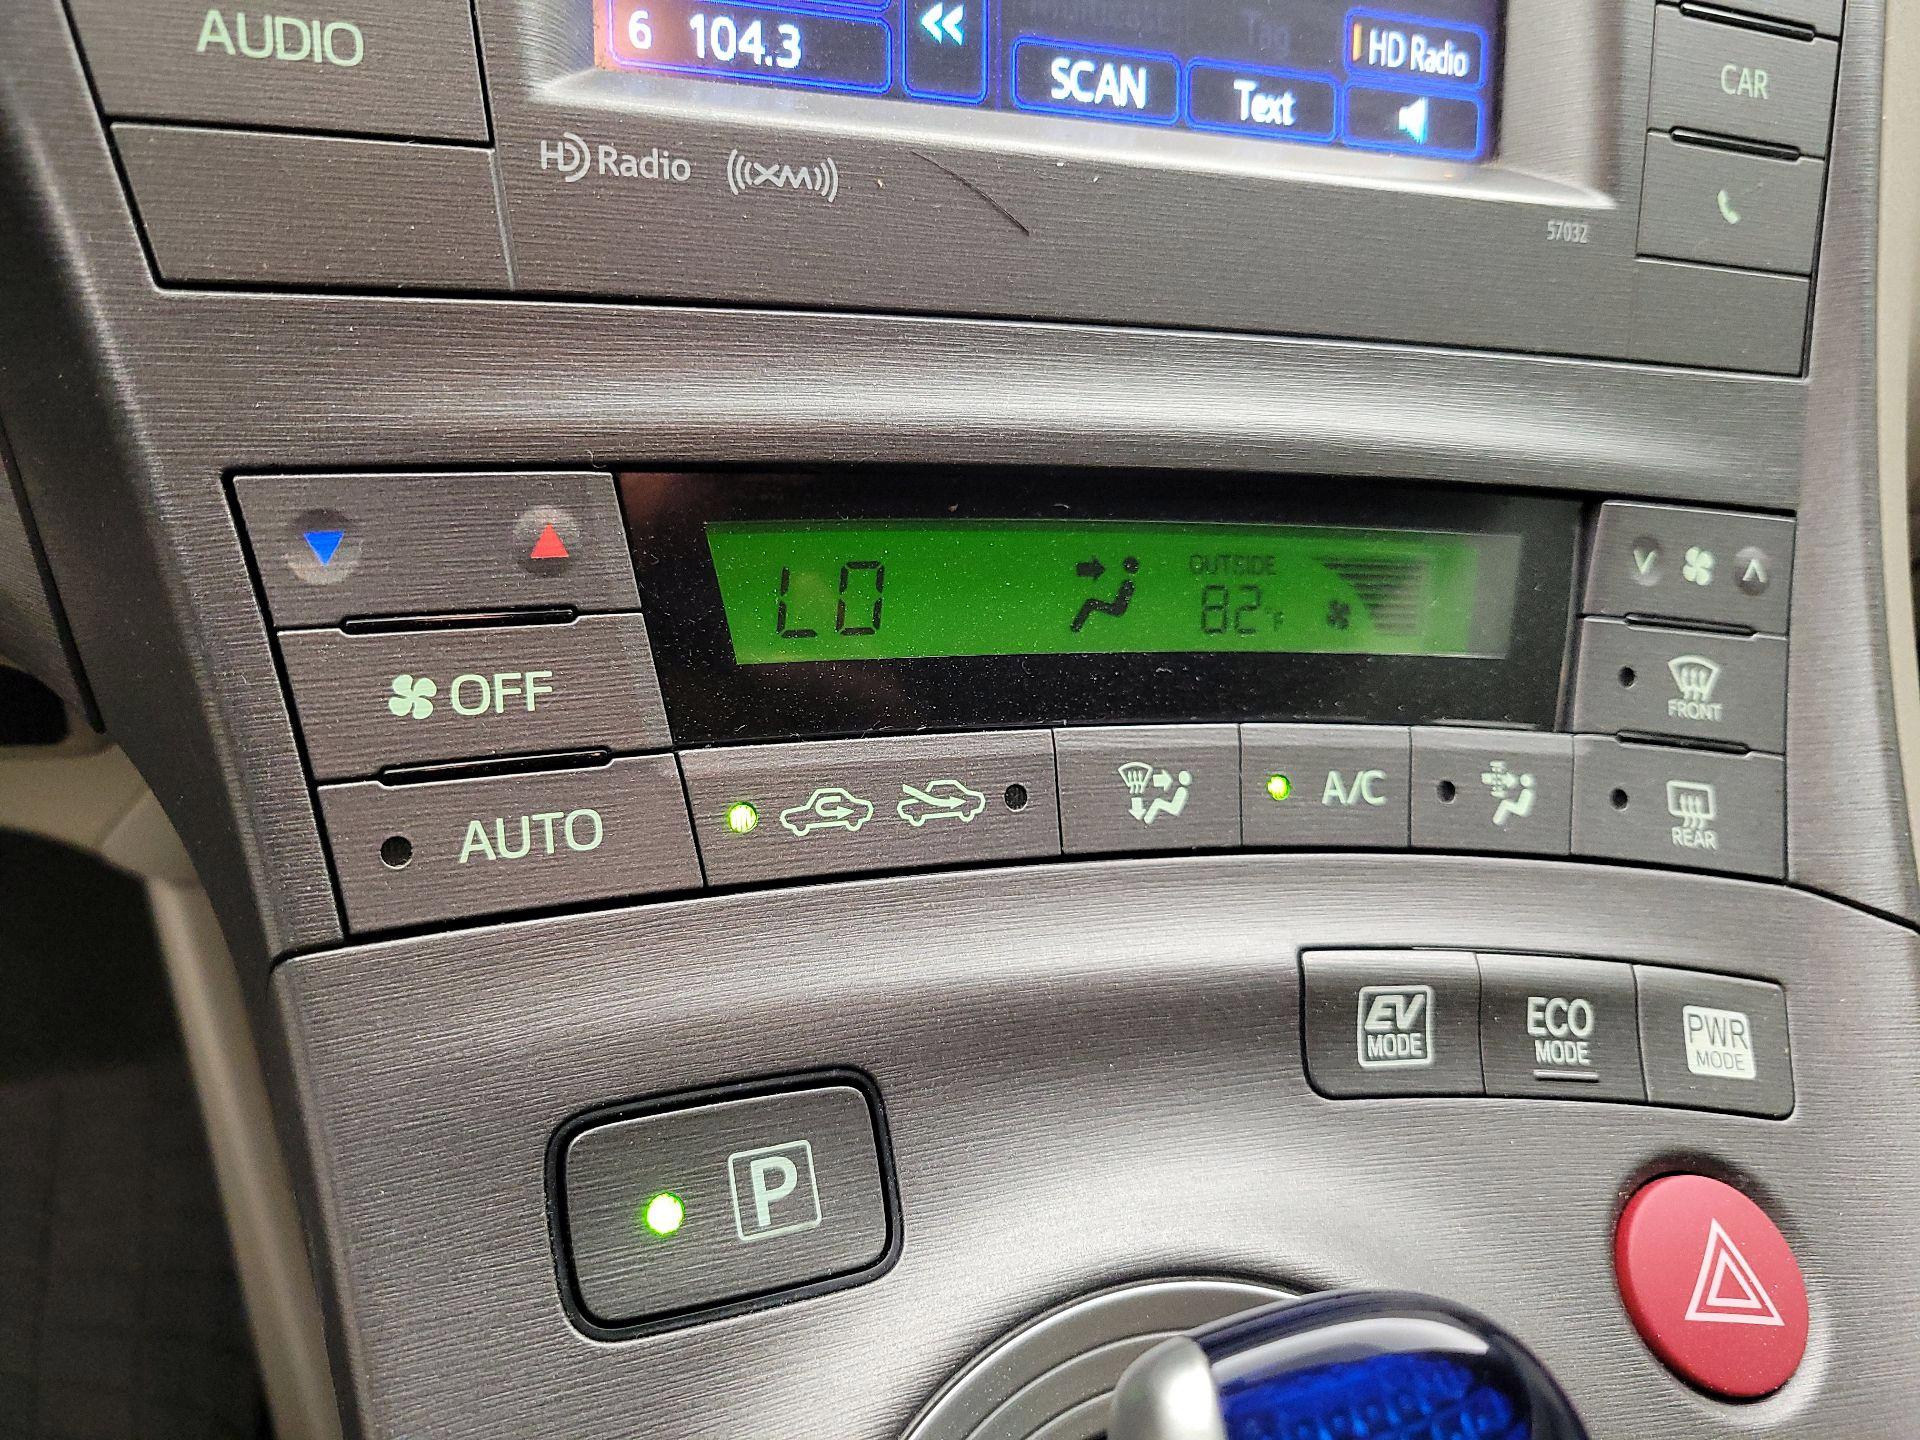 AUDIO
6 104.3
<<
SCAN
Text
HD Radio
CAR
HD Radio
((XM))
57032
LO
OUTSIDE
82°F
OFF
FRONT
AUTO
A/C
REAR
EV
MODE
ECO
MODE
PWR
MODE
P